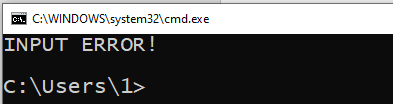 C:\WINDOWS\system32\cmd.exe
INPUT ERROR!
C:\Users\1>